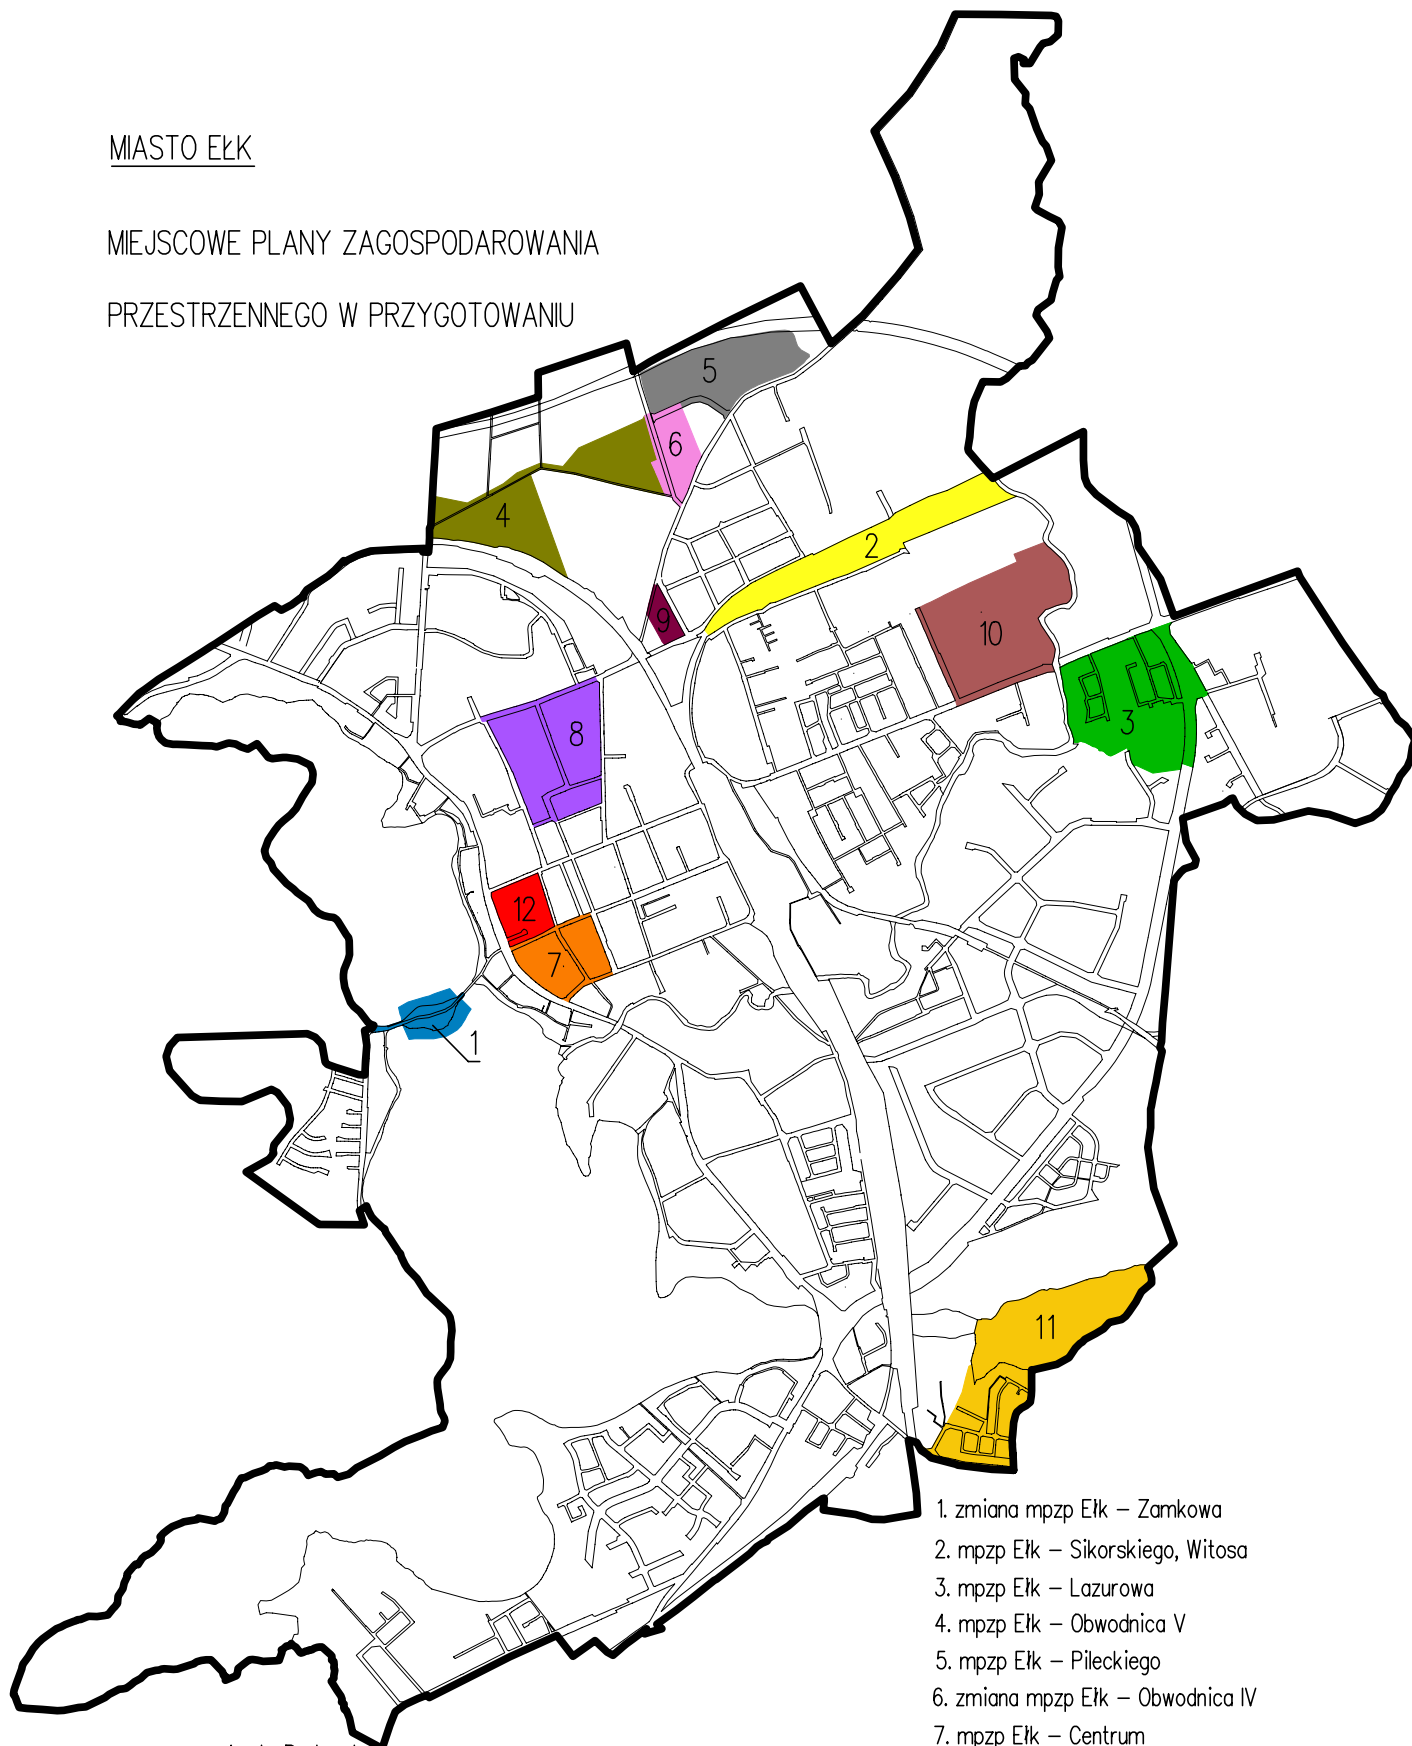 MIASTO EŁK
MIEJSCOWE PLANY ZAGOSPODAROWANIA
PRZESTRZENNEGO W PRZYGOTOWANIU
5
6
4
2
9
10
3
8
12
7
1
11
1. zmiana mpzp Ełk – Zamkowa
2. mpzp Ełk – Sikorskiego, Witosa
3. mpzp Ełk – Lazurowa
4. mpzp Ełk – Obwodnica V
5. mpzp Ełk – Pileckiego
6. zmiana mpzp Ełk – Obwodnica IV
7. mpzp Ełk – Centrum